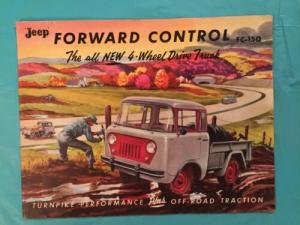 Jeep FORWARD CONTROL FC-150
The all NEW 4-Wheel Drive Truck
TURNPIKE PERFORMANCE Plus OFF-ROAD TRACTION